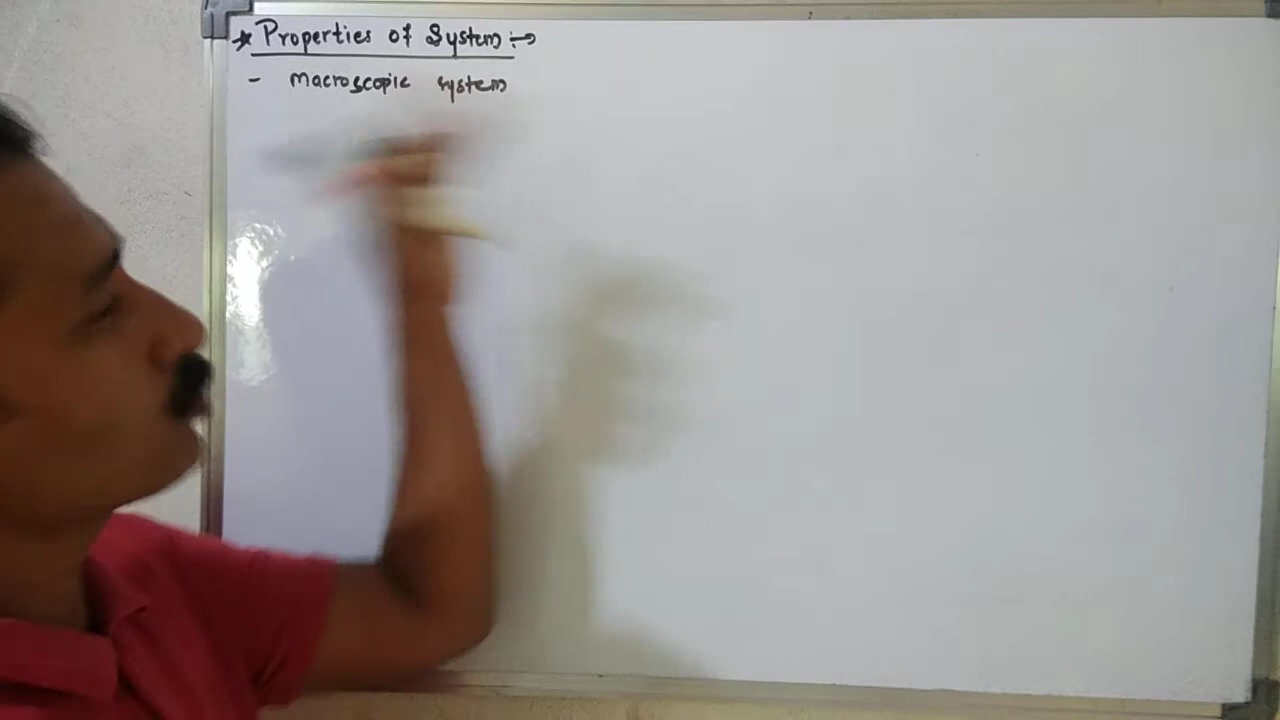 * Properties of System :→
- macroscopic system